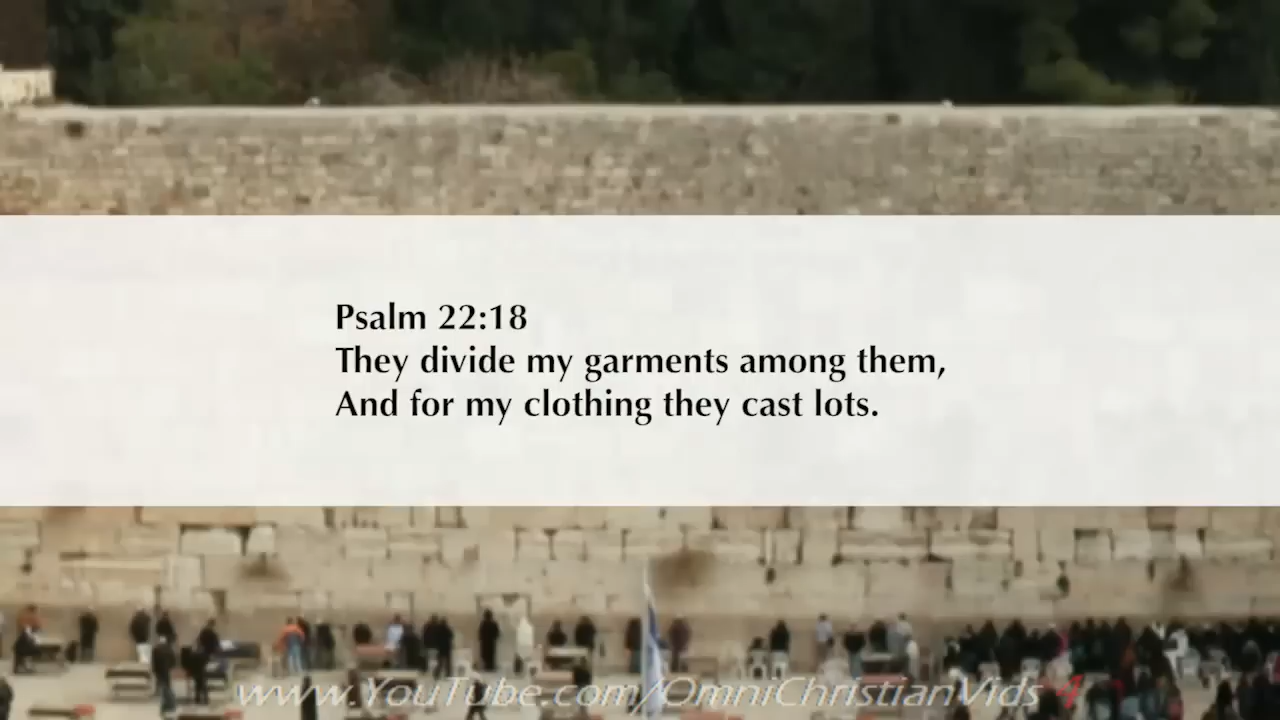 Psalm 22:18
They divide my garments among them,
And for my clothing they cast lots.
www.YouTube.com/OmniChristianVids